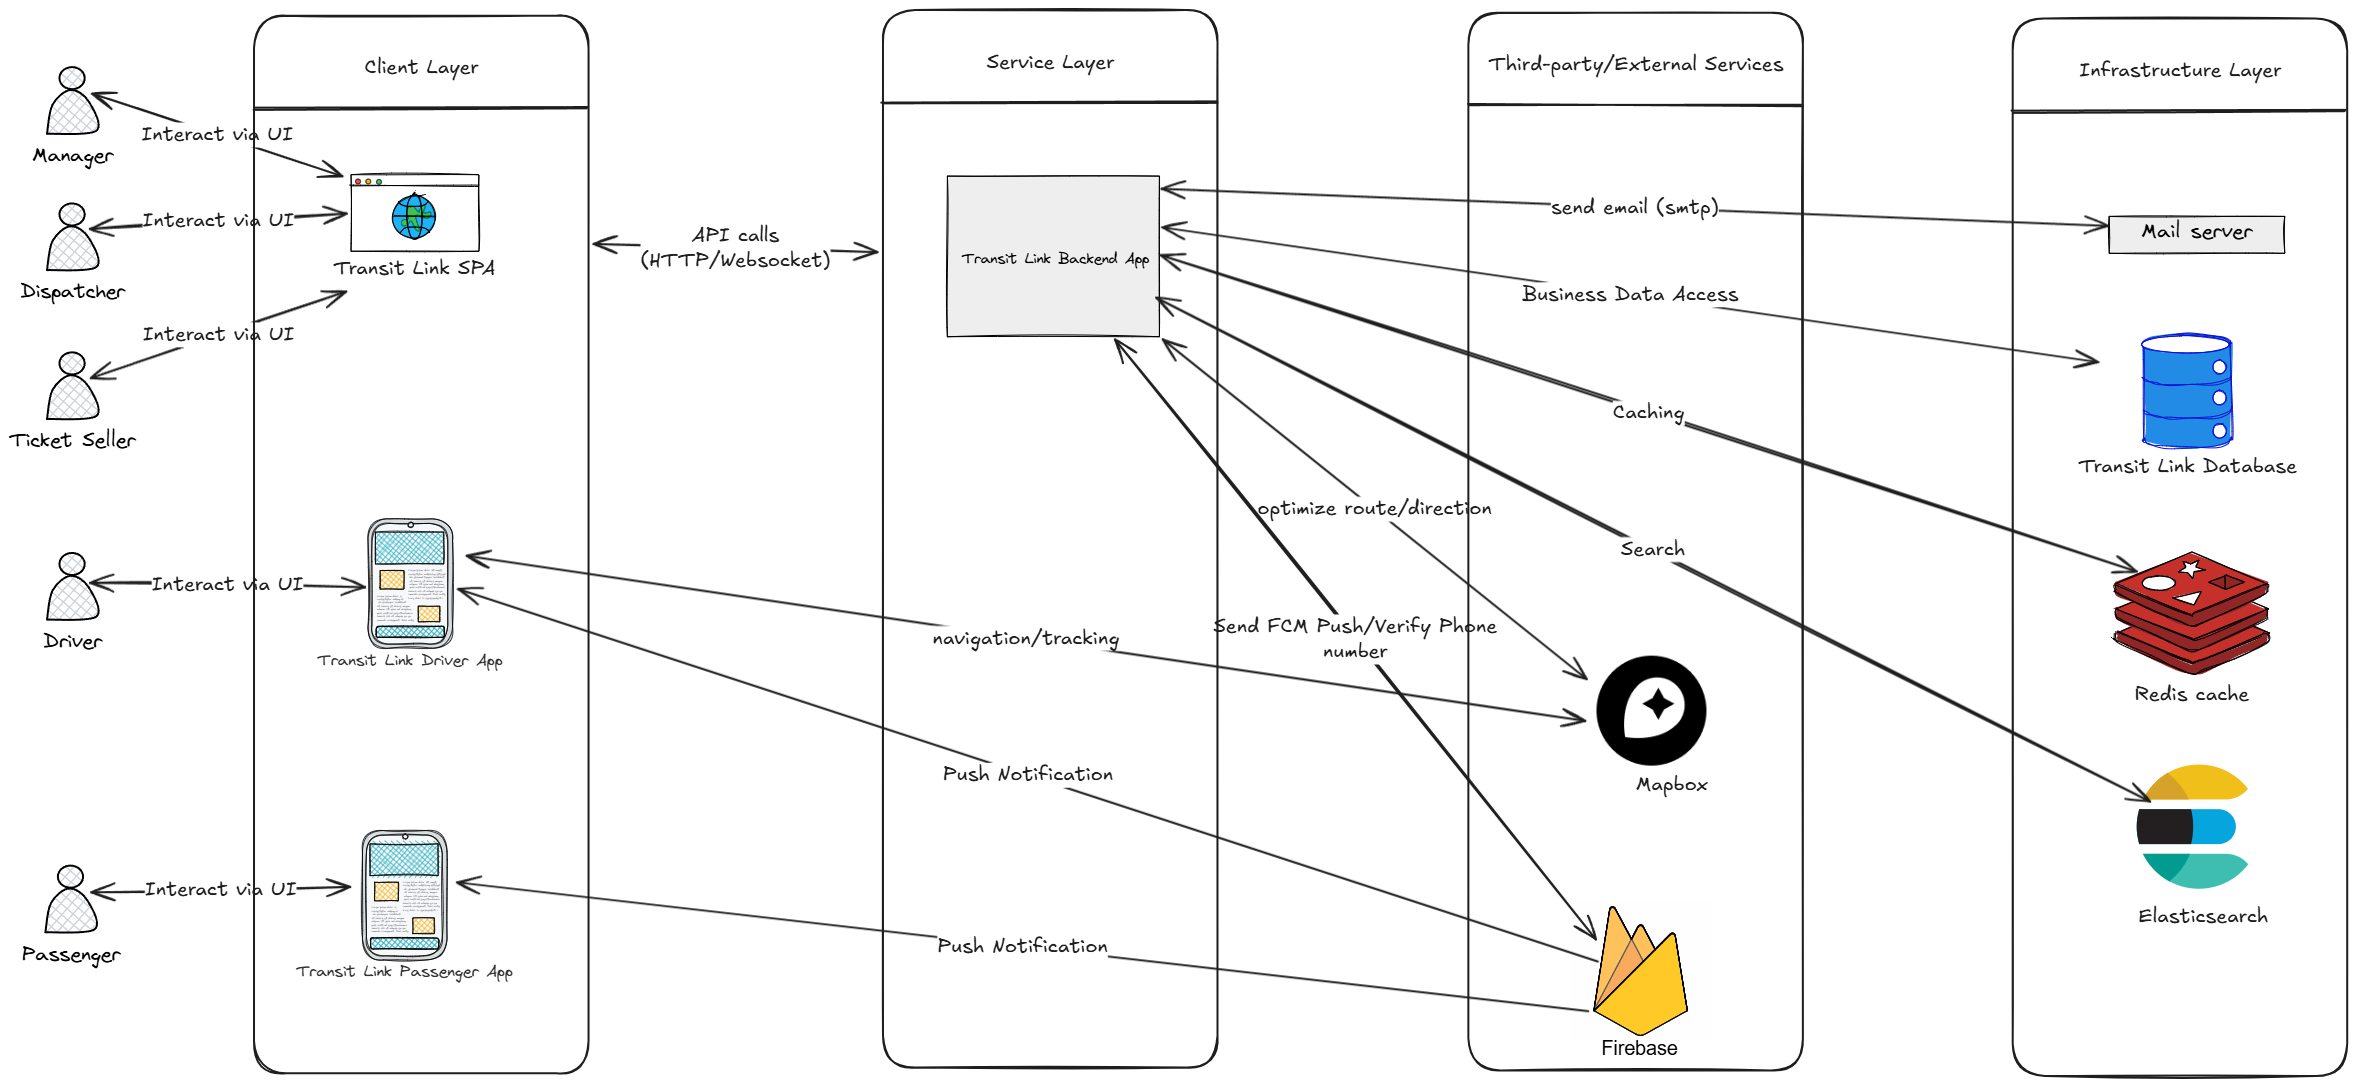 Client Layer
Service Layer
Third-party/External Services
Infrastructure Layer
Manager
Interact via UI
Dispatcher
Interact via UI
Ticket Seller
Interact via UI
Transit Link SPA
API calls
(HTTP/Websocket)
Transit Link Backend App
send email (smtp)
Mail server
Business Data Access
Transit Link Database
Caching
Redis cache
optimize route/direction
Search
Elasticsearch
Driver
Interact via UI
Transit Link Driver App
navigation/tracking
Send FCM Push/Verify Phone
number
Mapbox
Push Notification
Passenger
Interact via UI
Transit Link Passenger App
Push Notification
Firebase